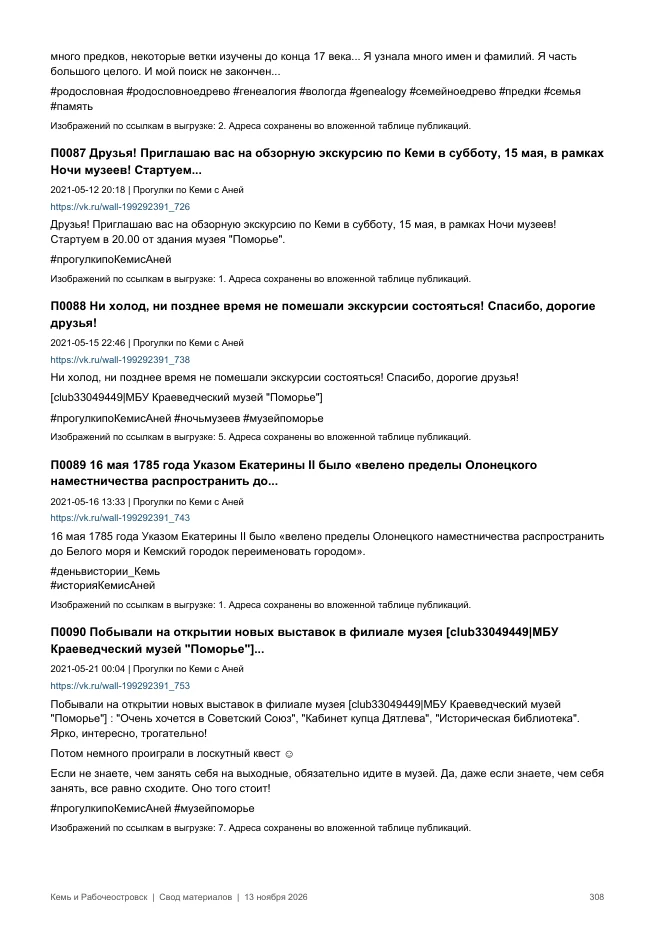 много предков, некоторые ветки изучены до конца 17 века... Я узнала много имен и фамилий. Я часть
большого целого. И мой поиск не закончен...
#родословная #родословноедрево #генеалогия #вологда #genealogy #семейноедрево #предки #семья
#память
Изображений по ссылкам в выгрузке: 2. Адреса сохранены во вложенной таблице публикаций.
П0087 Друзья! Приглашаю вас на обзорную экскурсию по Кеми в субботу, 15 мая, в рамках
Ночи музеев! Стартуем...
2021-05-12 20:18 | Прогулки по Кеми с Аней
https://vk.ru/wall-199292391_726
Друзья! Приглашаю вас на обзорную экскурсию по Кеми в субботу, 15 мая, в рамках Ночи музеев!
Стартуем в 20.00 от здания музея "Поморье".
#прогулкипоКемисАней
Изображений по ссылкам в выгрузке: 1. Адреса сохранены во вложенной таблице публикаций.
П0088 Ни холод, ни позднее время не помешали экскурсии состояться! Спасибо, дорогие
друзья!
2021-05-15 22:46 | Прогулки по Кеми с Аней
https://vk.ru/wall-199292391_738
Ни холод, ни позднее время не помешали экскурсии состояться! Спасибо, дорогие друзья!
[club33049449|МБУ Краеведческий музей "Поморье"]
#прогулкипоКемисАней #ночьмузеев #музейпоморье
Изображений по ссылкам в выгрузке: 5. Адреса сохранены во вложенной таблице публикаций.
П0089 16 мая 1785 года Указом Екатерины II было «велено пределы Олонецкого
наместничества распространить до...
2021-05-16 13:33 | Прогулки по Кеми с Аней
https://vk.ru/wall-199292391_743
16 мая 1785 года Указом Екатерины II было «велено пределы Олонецкого наместничества распространить
до Белого моря и Кемский городок переименовать городом».
#деньвистории_Кемь
#историяКемисАней
Изображений по ссылкам в выгрузке: 1. Адреса сохранены во вложенной таблице публикаций.
П0090 Побывали на открытии новых выставок в филиале музея [club33049449|МБУ
Краеведческий музей "Поморье"]...
2021-05-21 00:04 | Прогулки по Кеми с Аней
https://vk.ru/wall-199292391_753
Побывали на открытии новых выставок в филиале музея [club33049449|МБУ Краеведческий музей
"Поморье"] : "Очень хочется в Советский Союз", "Кабинет купца Дятлева", "Историческая библиотека".
Ярко, интересно, трогательно!
Потом немного проиграли в лоскутный квест ☺
Если не знаете, чем занять себя на выходные, обязательно идите в музей. Да, даже если знаете, чем себя
занять, все равно сходите. Оно того стоит!
#прогулкипоКемисАней #музейпоморье
Изображений по ссылкам в выгрузке: 7. Адреса сохранены во вложенной таблице публикаций.
Кемь и Рабочеостровск | Свод материалов | 13 ноября 2026
308